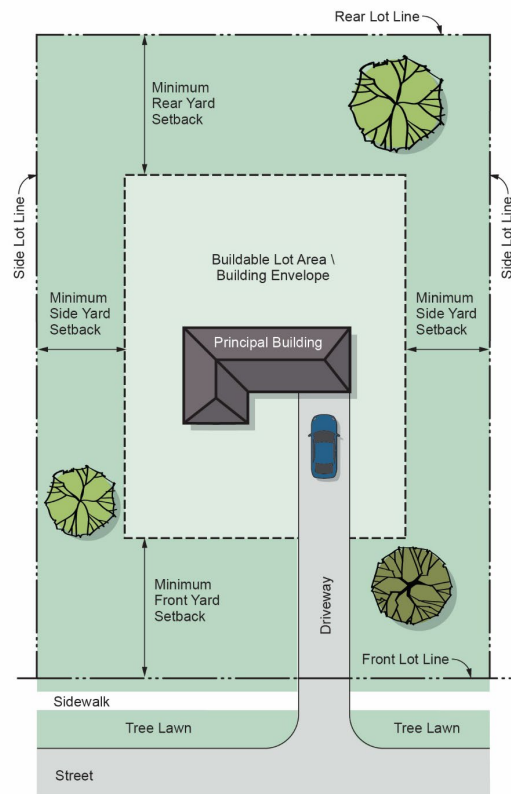 Rear Lot Line
Minimum
Rear Yard
Setback
Side Lot Line
Side Lot Line
Buildable Lot Area \
Building Envelope
Minimum
Side Yard
Setback
Minimum
Side Yard
Setback
Principal Building
Minimum
Front Yard
Setback
Driveway
Front Lot Line
Sidewalk
Tree Lawn
Tree Lawn
Street